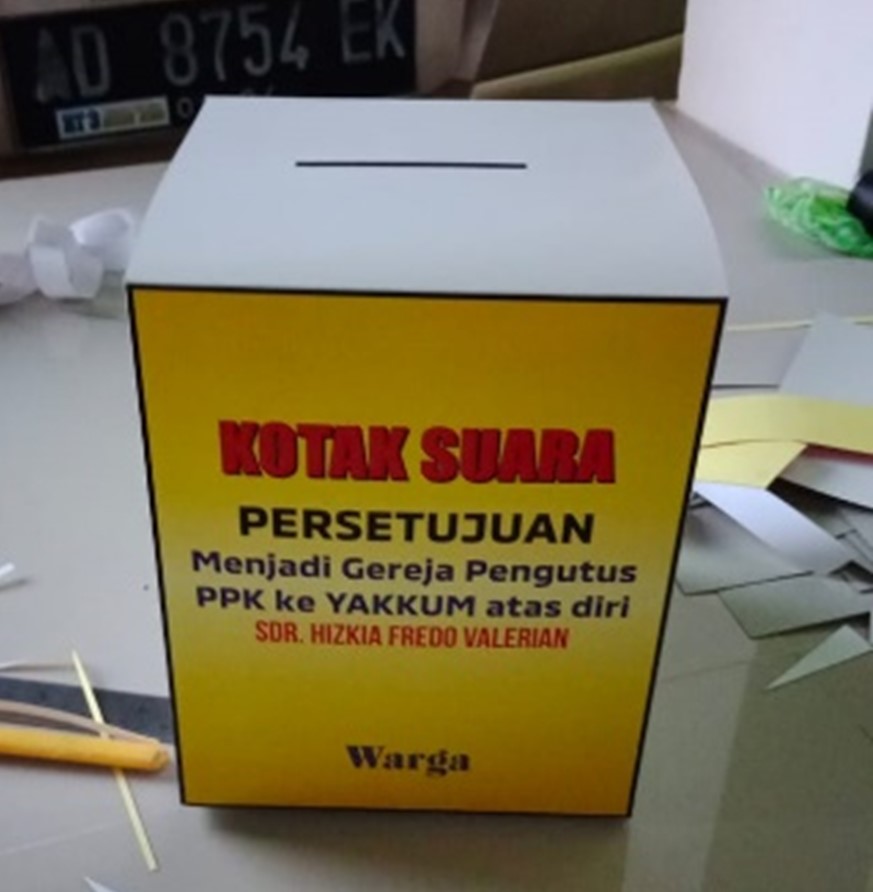 AD 8754 EK
KOTAK SUARA
PERSETUJUAN
Menjadi Gereja Pengutus
PPK ke YAKKUM atas diri
SDR. HIZKIA FREDO VALERIAN
Warga